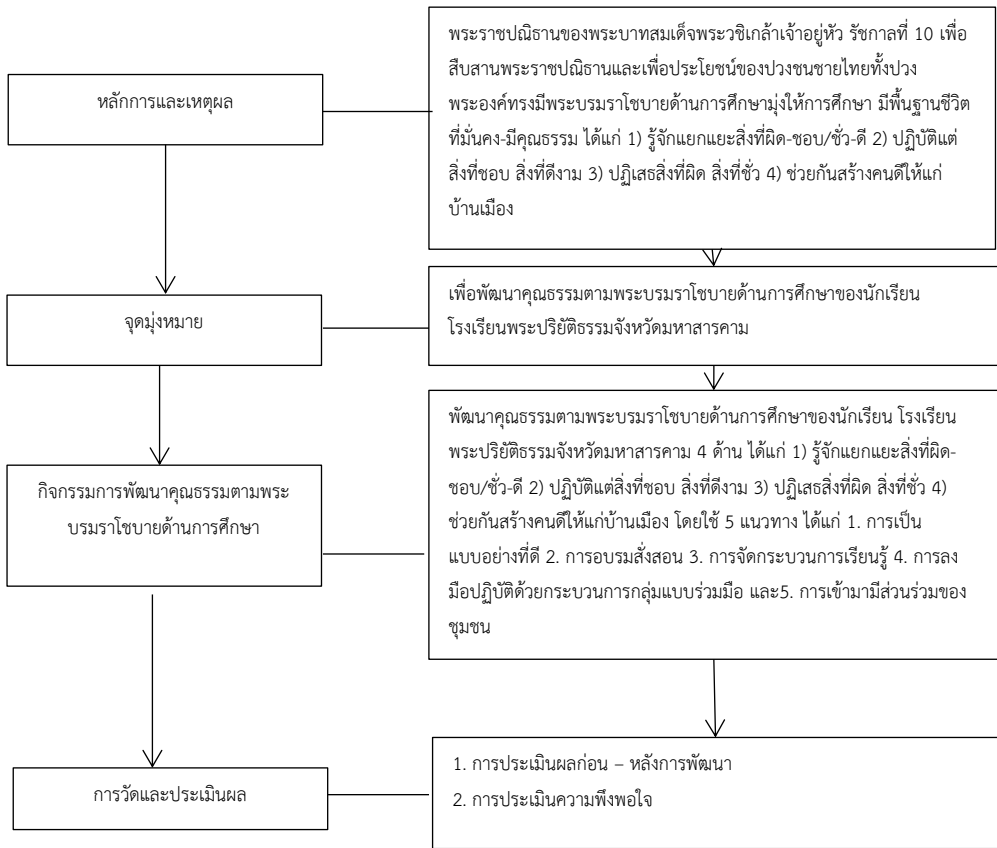 หลักการและเหตุผล
พระราชปณิธานของพระบาทสมเด็จพระวชิเกล้าเจ้าอยู่หัว รัชกาลที่ 10 เพื่อ
สืบสานพระราชปณิธานและเพื่อประโยชน์ของปวงชนชายไทยทั้งปวง
พระองค์ทรงมีพระบรมราโชบายด้านการศึกษามุ่งให้การศึกษา มีพื้นฐานชีวิต
ที่มั่นคง-มีคุณธรรม ได้แก่ 1) รู้จักแยกแยะสิ่งที่ผิด-ชอบ/ชั่ว-ดี 2) ปฏิบัติแต่
สิ่งที่ชอบ สิ่งที่ดีงาม 3) ปฏิเสธสิ่งที่ผิด สิ่งที่ชั่ว 4) ช่วยกันสร้างคนดีให้แก่
บ้านเมือง
จุดมุ่งหมาย
เพื่อพัฒนาคุณธรรมตามพระบรมราโชบายด้านการศึกษาของนักเรียน
โรงเรียนพระปริยัติธรรมจังหวัดมหาสารคาม
กิจกรรมการพัฒนาคุณธรรมตามพระ
บรมราโชบายด้านการศึกษา
พัฒนาคุณธรรมตามพระบรมราโชบายด้านการศึกษาของนักเรียน โรงเรียน
พระปริยัติธรรมจังหวัดมหาสารคาม 4 ด้าน ได้แก่ 1) รู้จักแยกแยะสิ่งที่ผิด-
ชอบ/ชั่ว-ดี 2) ปฏิบัติแต่สิ่งที่ชอบ สิ่งที่ดีงาม 3) ปฏิเสธสิ่งที่ผิด สิ่งที่ชั่ว 4)
ช่วยกันสร้างคนดีให้แก่บ้านเมือง โดยใช้ 5 แนวทาง ได้แก่ 1. การเป็น
แบบอย่างที่ดี 2. การอบรมสั่งสอน 3. การจัดกระบวนการเรียนรู้ 4. การลง
มือปฏิบัติด้วยกระบวนการกลุ่มแบบร่วมมือ และ5. การเข้ามามีส่วนร่วมของ
ชุมชน
การวัดและประเมินผล
1. การประเมินผลก่อน – หลังการพัฒนา
2. การประเมินความพึงพอใจ